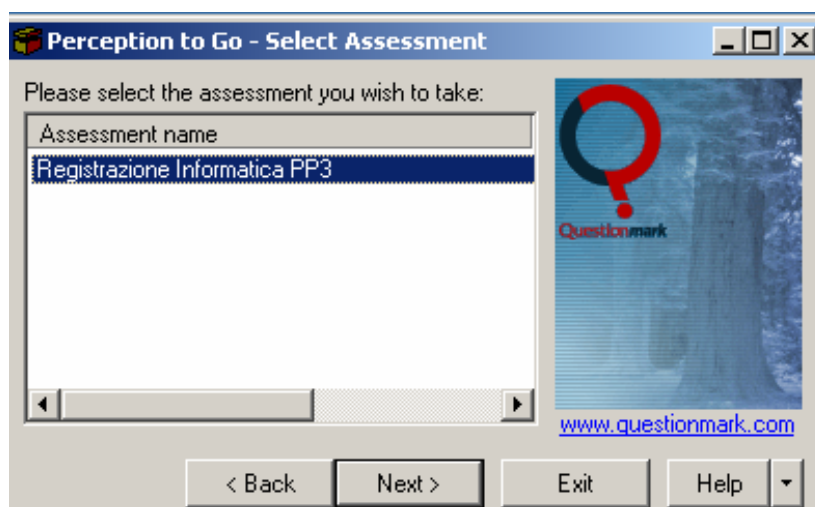 Perception to Go - Select Assessment
Please select the assessment you wish to take:
Assessment name
Registrazione Informatica PP3
Questionmark
www.questionmark.com
< Back
Next >
Exit
Help